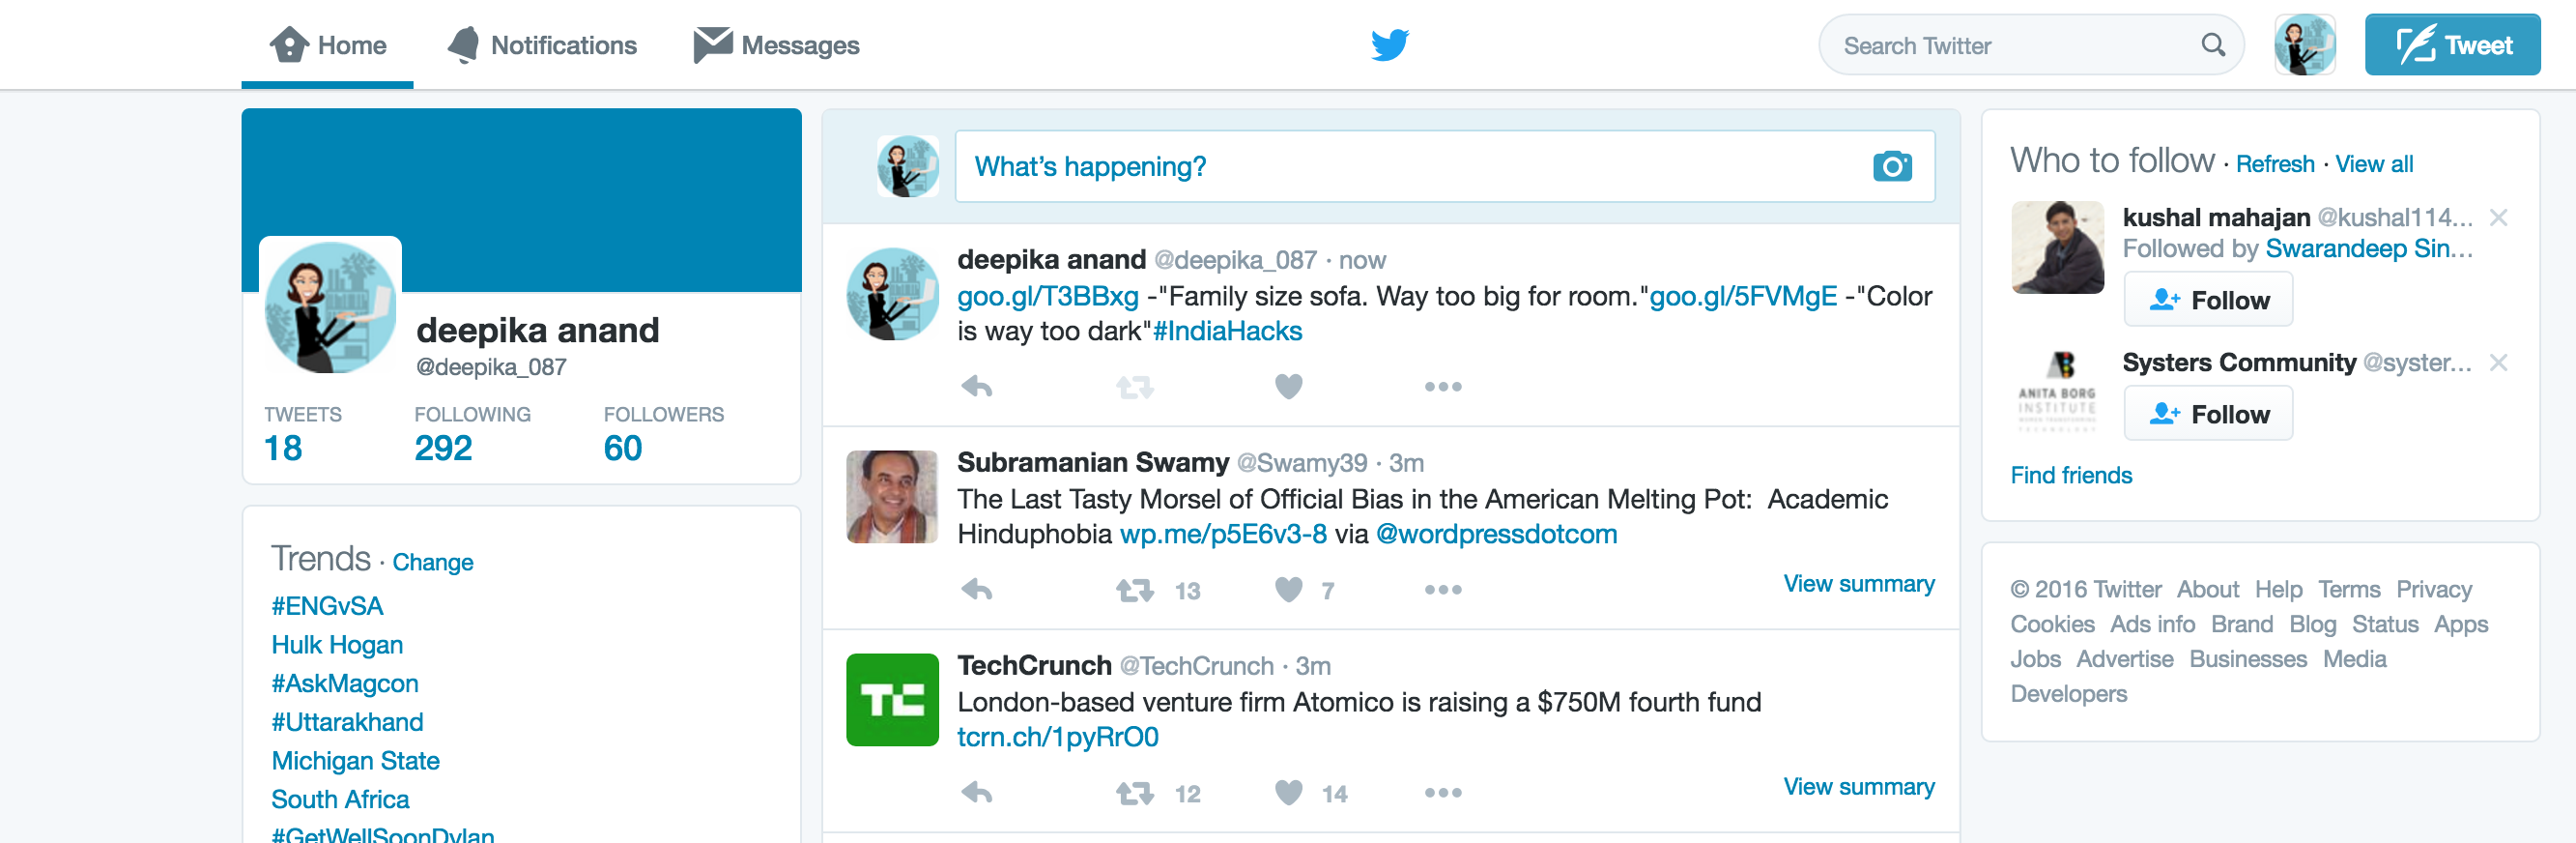 Home Notifications Messages Search Twitter Tweet
deepika anand
@deepika_087
TWEETS FOLLOWING FOLLOWERS
18 292 60
Trends · Change
#ENGvSA
Hulk Hogan
#AskMagcon
#Uttarakhand
Michigan State
South Africa
#GetWellSoonDylan
What's happening?
deepika anand @deepika_087 · now
goo.gl/T3BBxg -"Family size sofa. Way too big for room."goo.gl/5FVMgE -"Color
is way too dark"#IndiaHacks
Subramanian Swamy @Swamy39 · 3m
The Last Tasty Morsel of Official Bias in the American Melting Pot:  Academic
Hinduphobia wp.me/p5E6v3-8 via @wordpressdotcom
13 7 View summary
TC
TechCrunch @TechCrunch · 3m
London-based venture firm Atomico is raising a $750M fourth fund
tcrn.ch/1pyRrO0
12 14 View summary
Who to follow · Refresh · View all
kushal mahajan @kushal114...
Followed by Swarandeep Sin...
Follow
Systers Community @syster...
Follow
ANITA BORG
INSTITUTE
Find friends
© 2016 Twitter About Help Terms Privacy
Cookies Ads info Brand Blog Status Apps
Jobs Advertise Businesses Media
Developers